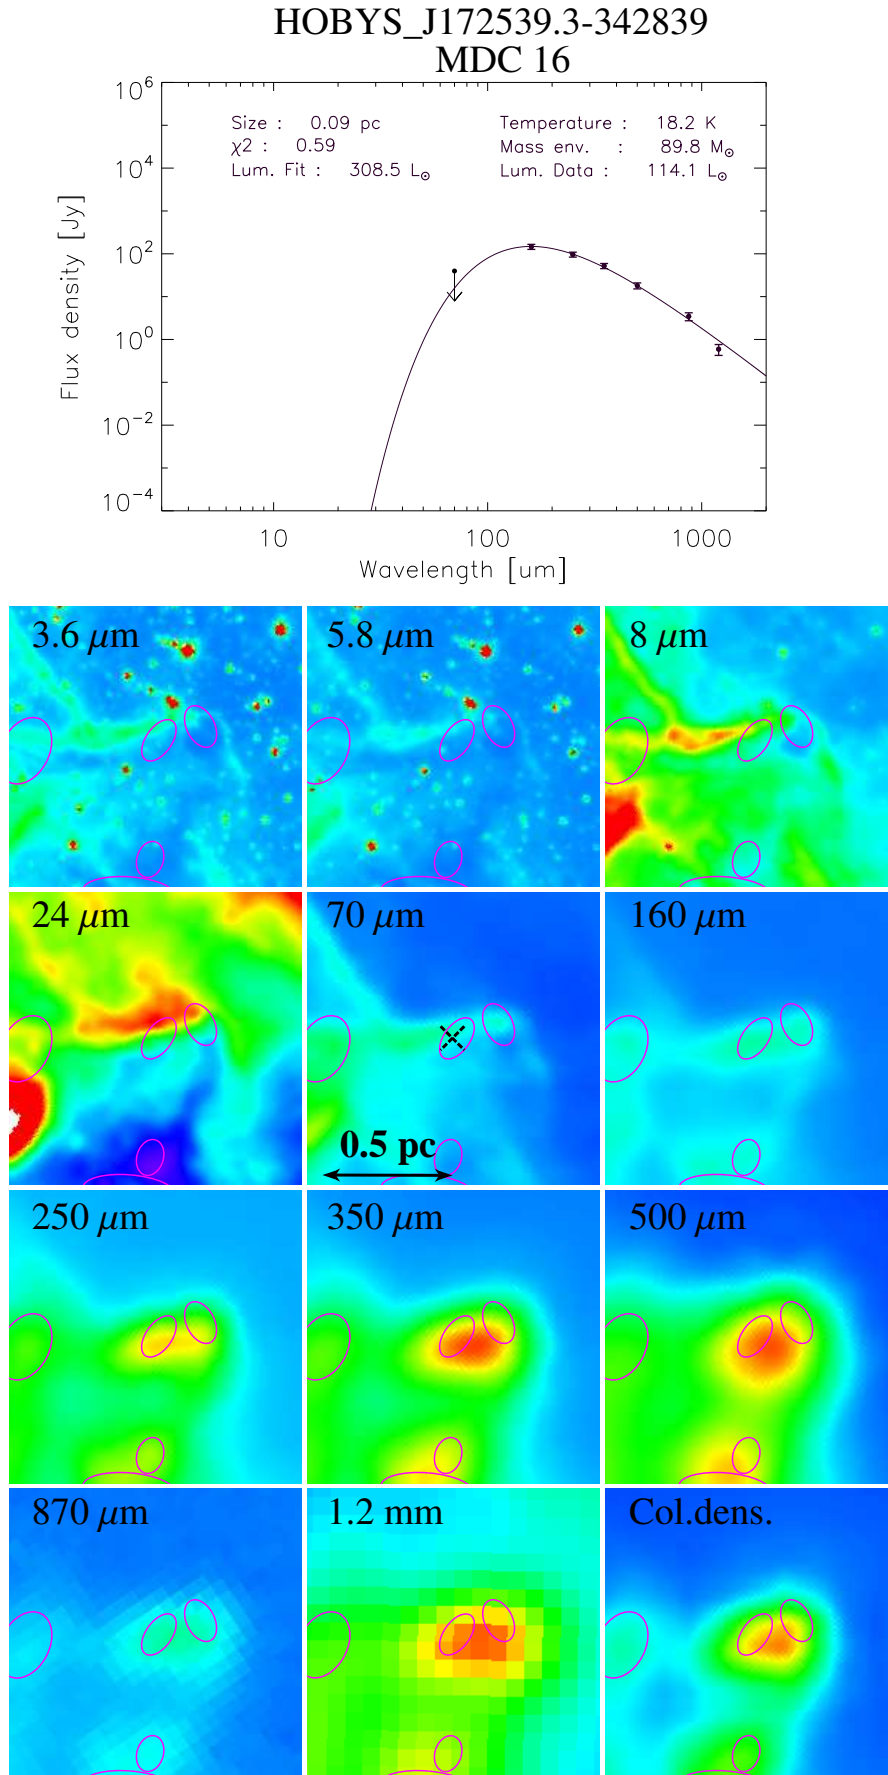 HOBYS_J172539.3-342839
MDC 16
Size : 0.09 pc Temperature : 18.2 K
χ2 : 0.59 Mass env. : 89.8 M⊙
Lum. Fit : 308.5 L⊙ Lum. Data : 114.1 L⊙
10^6
10^4
10^2
10^0
10^-2
10^-4
Flux density [Jy]
10 100 1000
Wavelength [um]
3.6 μm 5.8 μm 8 μm
24 μm 70 μm 160 μm
0.5 pc
250 μm 350 μm 500 μm
870 μm 1.2 mm Col.dens.